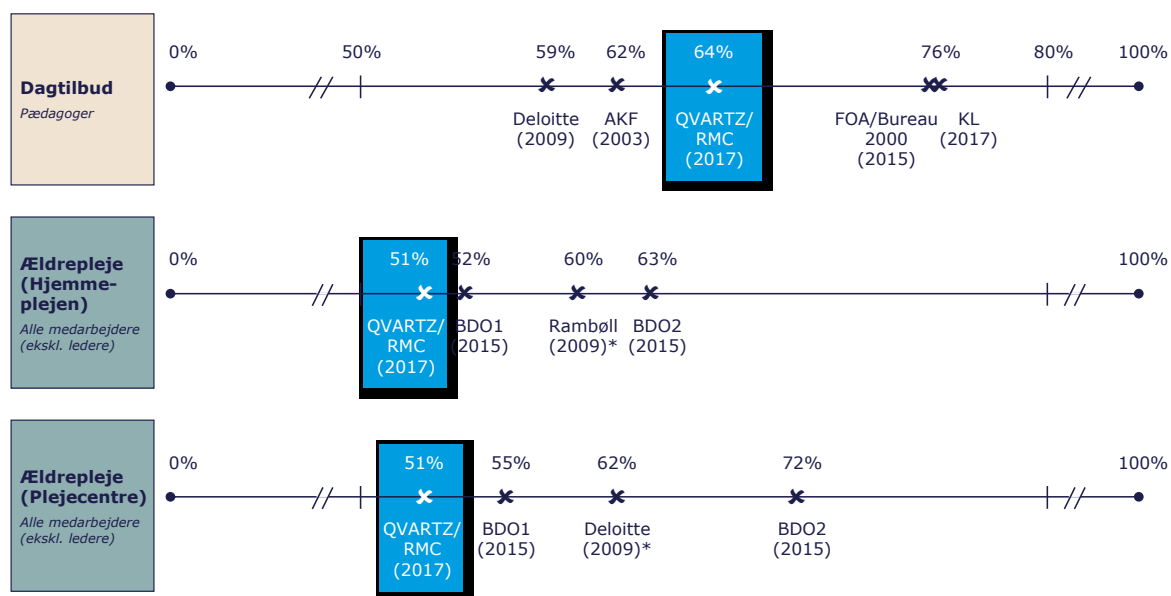 0%
50%
59%
62%
64%
76%
80%
100%
Dagtilbud
Pædagoger
Deloitte
(2009)
AKF
(2003)
QVARTZ/
RMC
(2017)
FOA/Bureau
2000
(2015)
KL
(2017)
0%
51%
52%
60%
63%
100%
Ældrepleje
(Hjemme-
plejen)
Alle medarbejdere
(ekskl. ledere)
QVARTZ/
RMC
(2017)
BDO1
(2015)
Rambøll
(2009)*
BDO2
(2015)
0%
51%
55%
62%
72%
100%
Ældrepleje
(Plejecentre)
Alle medarbejdere
(ekskl. ledere)
QVARTZ/
RMC
(2017)
BDO1
(2015)
Deloitte
(2009)*
BDO2
(2015)